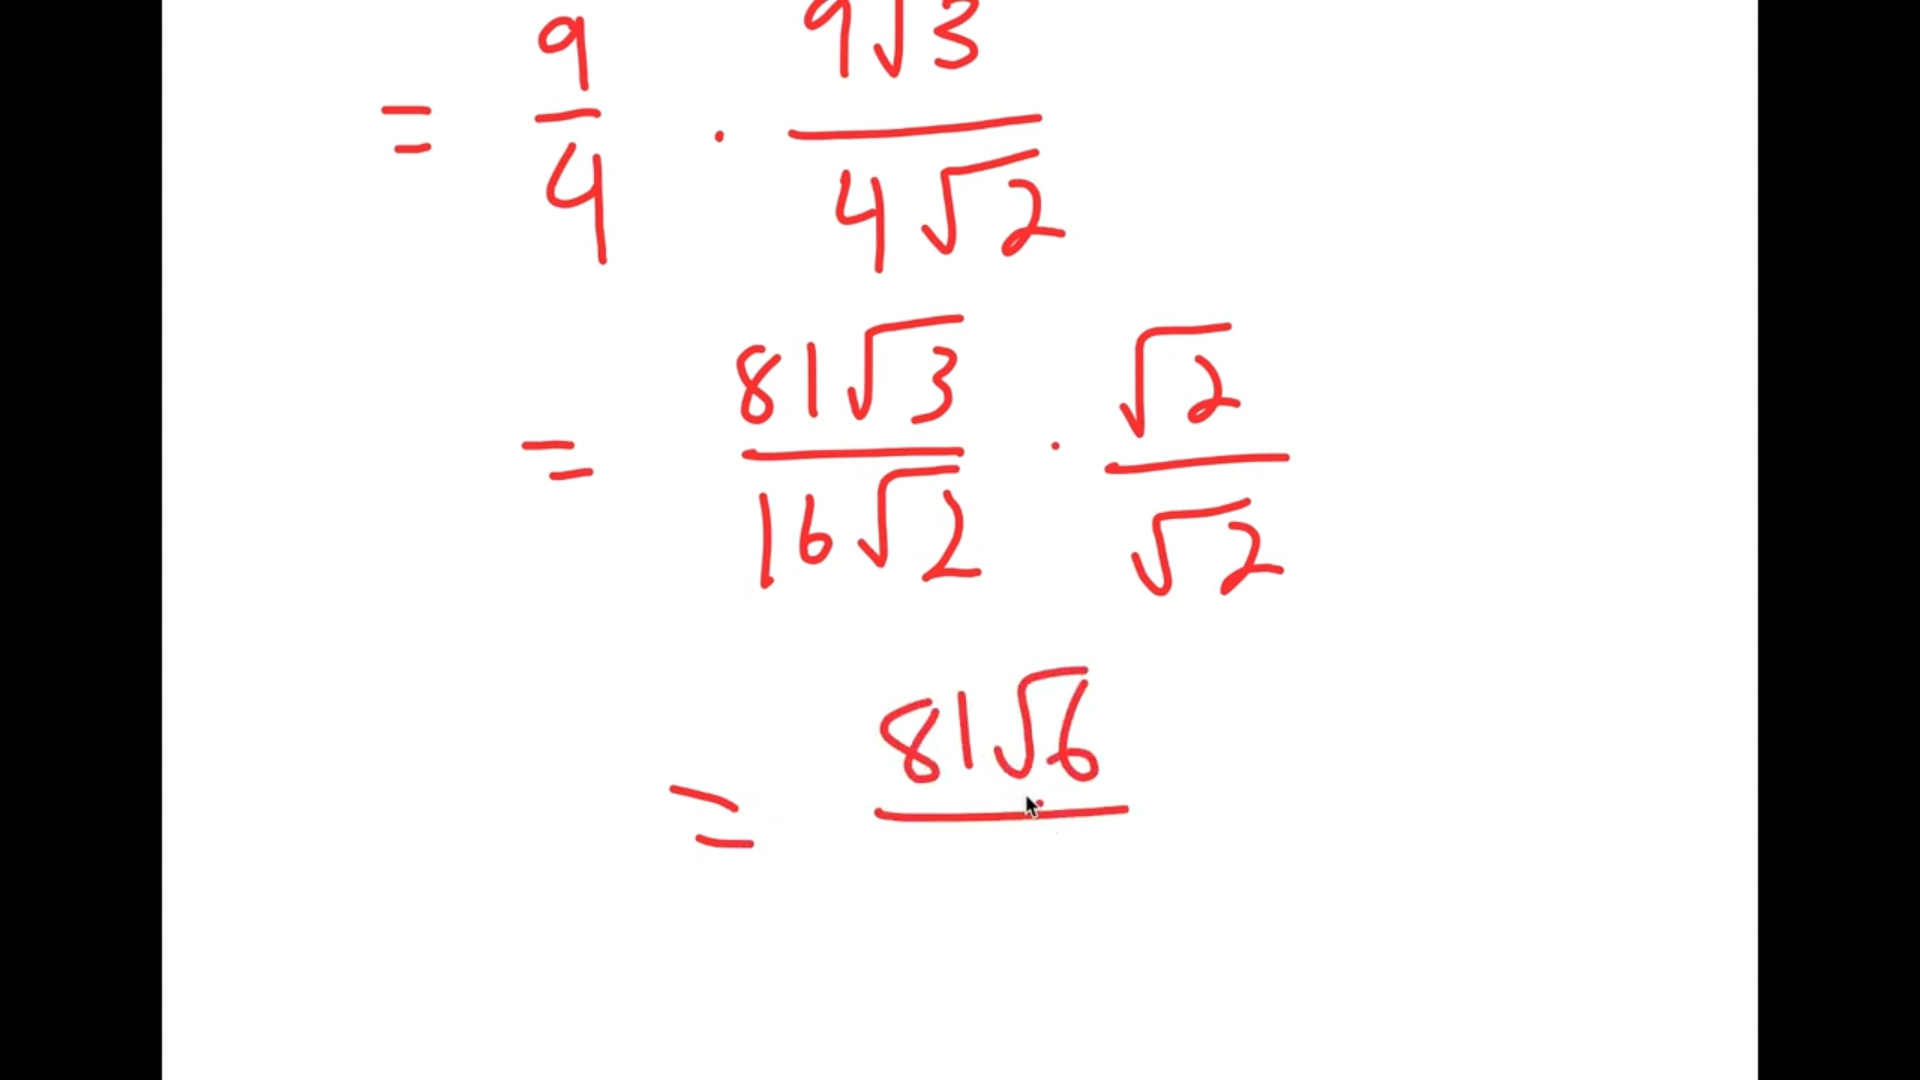 = 9/4 · 9√3/4√2
= 81√3/16√2 · √2/√2
= 81√6